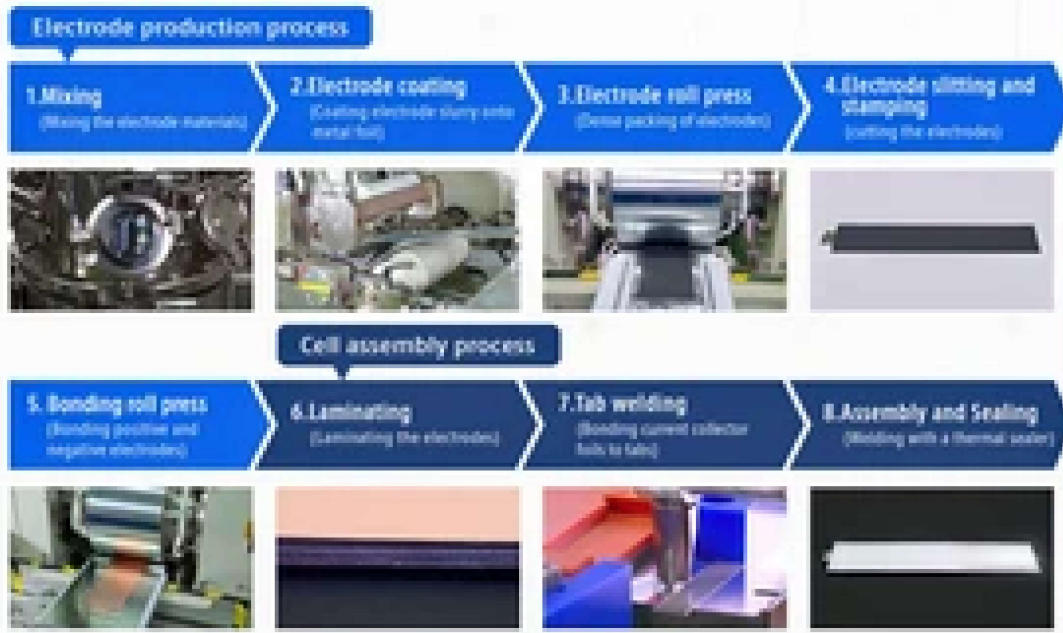 Electrode production process
1.Mixing
(Mixing the electrode materials)
2.Electrode coating
(Coating electrode slurry onto
metal foil)
3.Electrode roll press
(Dense packing of electrodes)
4.Electrode slitting and
stamping
(cutting the electrodes)
Cell assembly process
5. Bonding roll press
(Bonding positive and
negative electrodes)
6.Laminating
(Laminating the electrodes)
7.Tab welding
(Bonding current collector
foils to tabs)
8.Assembly and Sealing
(Welding with a thermal sealer)